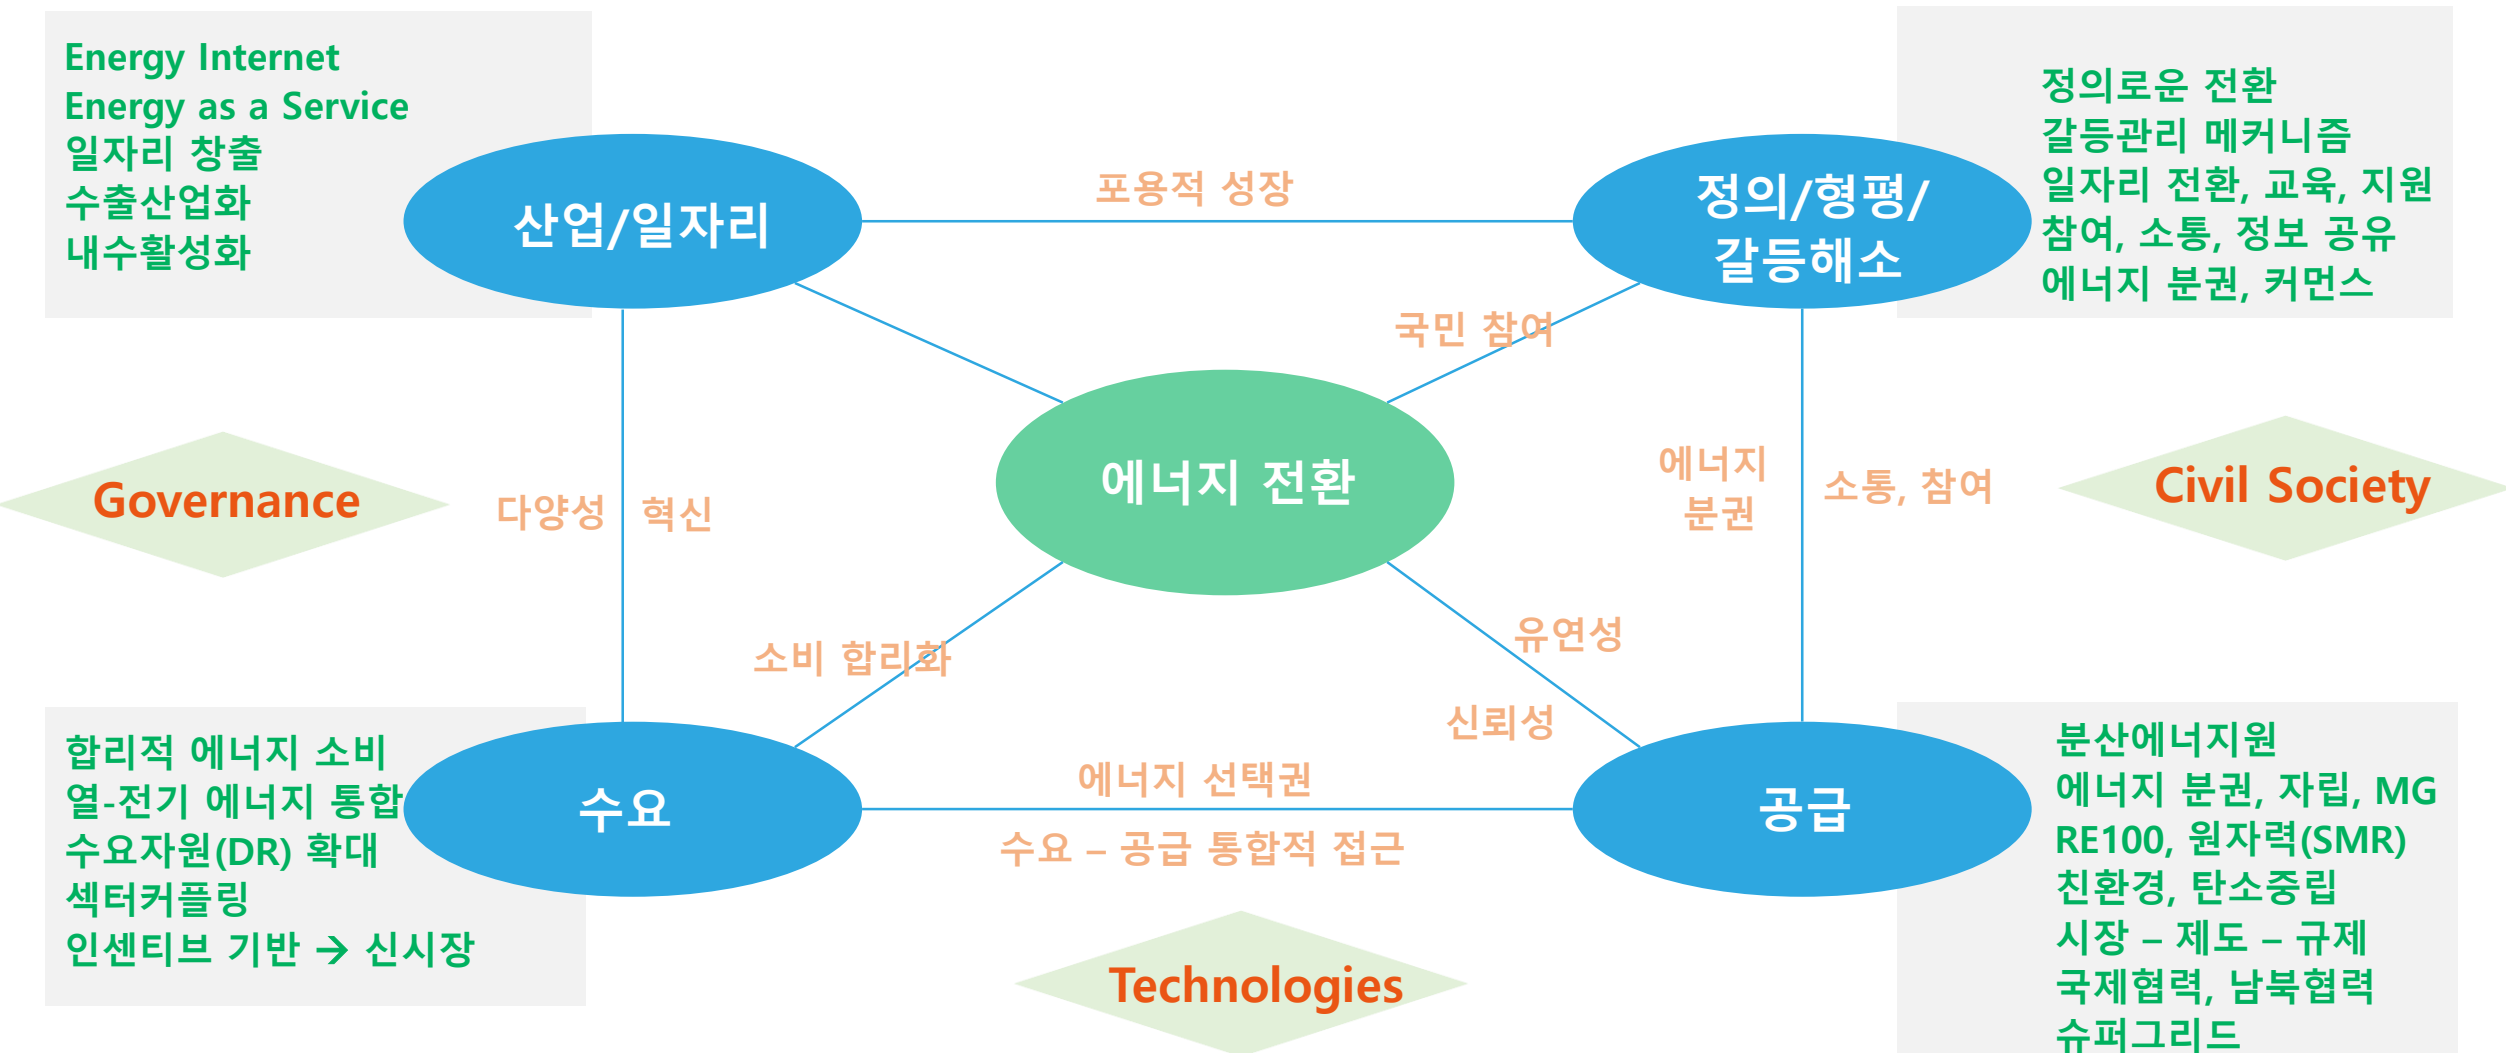 Energy Internet
Energy as a Service
일자리 창출
수출산업화
내수활성화
산업/일자리
포용적 성장
정의/형평/
갈등해소
정의로운 전환
갈등관리 메커니즘
일자리 전환, 교육, 지원
참여, 소통, 정보 공유
에너지 분권, 커먼스
국민 참여
에너지 전환
Governance
다양성
혁신
에너지
분권
소통, 참여
Civil Society
소비 합리화
유연성
신뢰성
합리적 에너지 소비
열-전기 에너지 통합
수요자원(DR) 확대
섹터커플링
인센티브 기반 → 신시장
수요
에너지 선택권
수요 – 공급 통합적 접근
공급
분산에너지원
에너지 분권, 자립, MG
RE100, 원자력(SMR)
친환경, 탄소중립
시장 – 제도 – 규제
국제협력, 남북협력
슈퍼그리드
Technologies